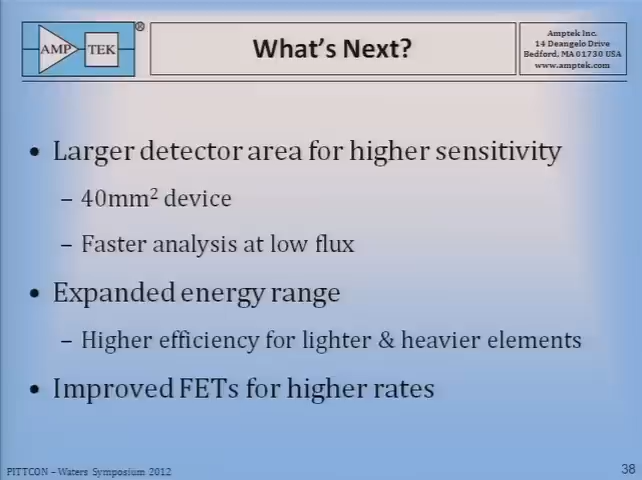 AMP TEK ®
What's Next?
Amptek Inc.
14 Deangelo Drive
Bedford, MA 01730 USA
www.amptek.com
• Larger detector area for higher sensitivity
– 40mm² device
– Faster analysis at low flux
• Expanded energy range
– Higher efficiency for lighter & heavier elements
• Improved FETs for higher rates
PITTCON – Waters Symposium 2012
38